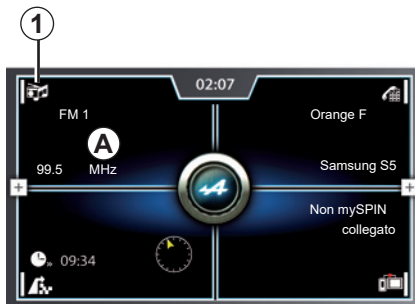 1
02:07
FM 1
Orange F
A
99.5 MHz
Samsung S5
Non mySPIN
collegato
09:34